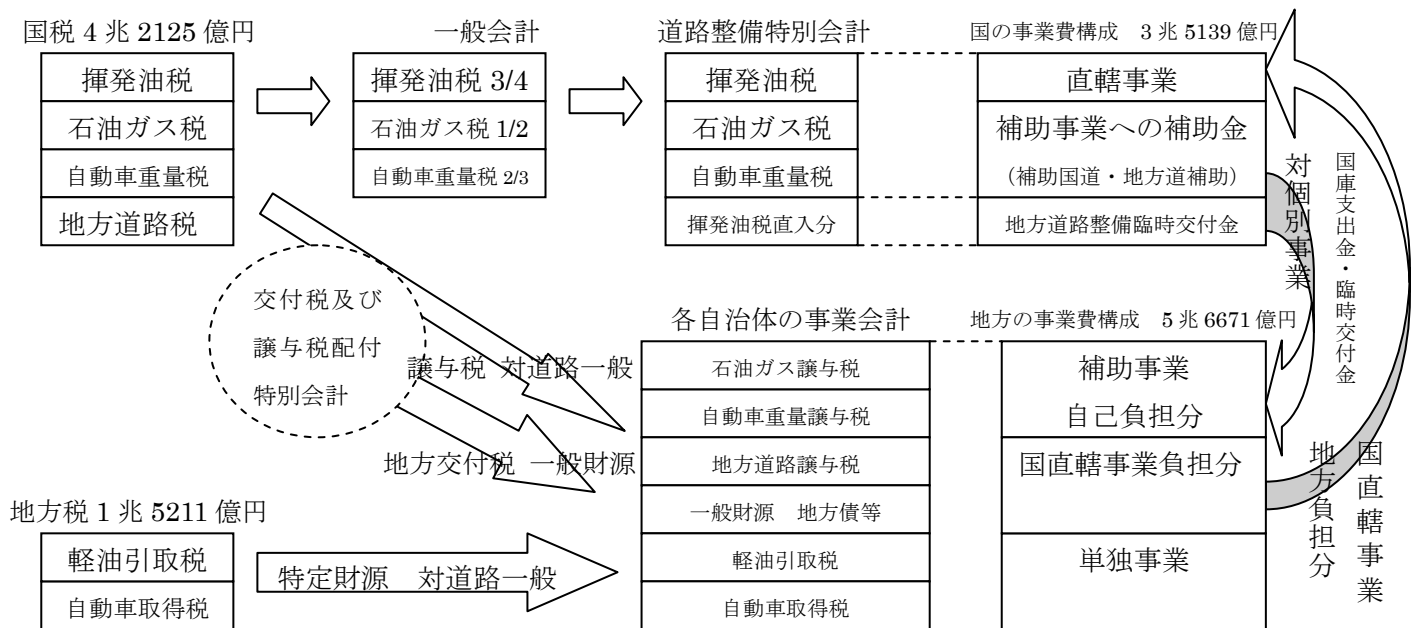 国税 4 兆 2125 億円
揮発油税
石油ガス税
自動車重量税
地方道路税
一般会計
揮発油税 3/4
石油ガス税 1/2
自動車重量税 2/3
道路整備特別会計
揮発油税
石油ガス税
自動車重量税
揮発油税直入分
国の事業費構成　3 兆 5139 億円
直轄事業
補助事業への補助金
（補助国道・地方道補助）
地方道路整備臨時交付金
対個別事業
国庫支出金・臨時交付金
交付税及び
譲与税配付
特別会計
譲与税 対道路一般
地方交付税 一般財源
各自治体の事業会計
石油ガス譲与税
自動車重量譲与税
地方道路譲与税
一般財源　地方債等
軽油引取税
自動車取得税
地方の事業費構成　5 兆 6671 億円
補助事業
自己負担分
国直轄事業負担分
単独事業
国直轄事業
地方負担分
地方税 1 兆 5211 億円
軽油引取税
自動車取得税
特定財源　対道路一般